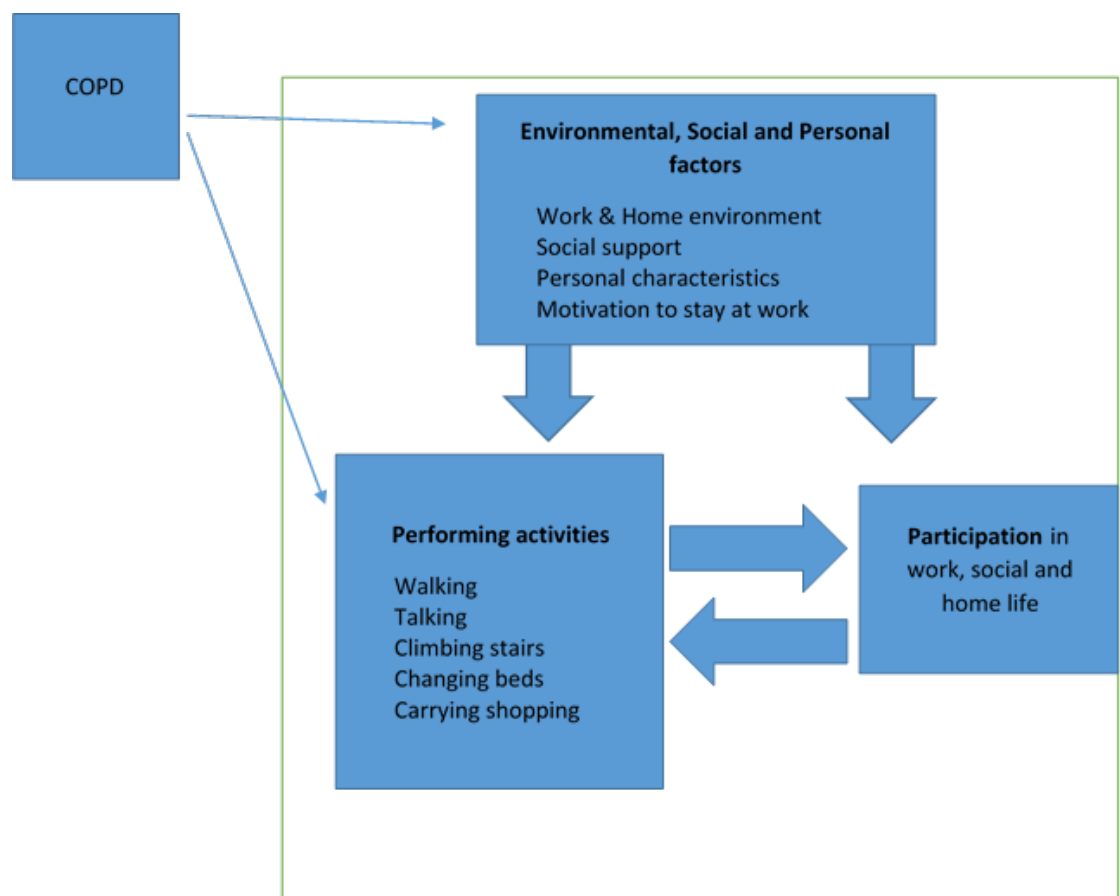 COPD
Environmental, Social and Personal
factors
Work & Home environment
Social support
Personal characteristics
Motivation to stay at work
Performing activities
Walking
Talking
Climbing stairs
Changing beds
Carrying shopping
Participation in
work, social and
home life